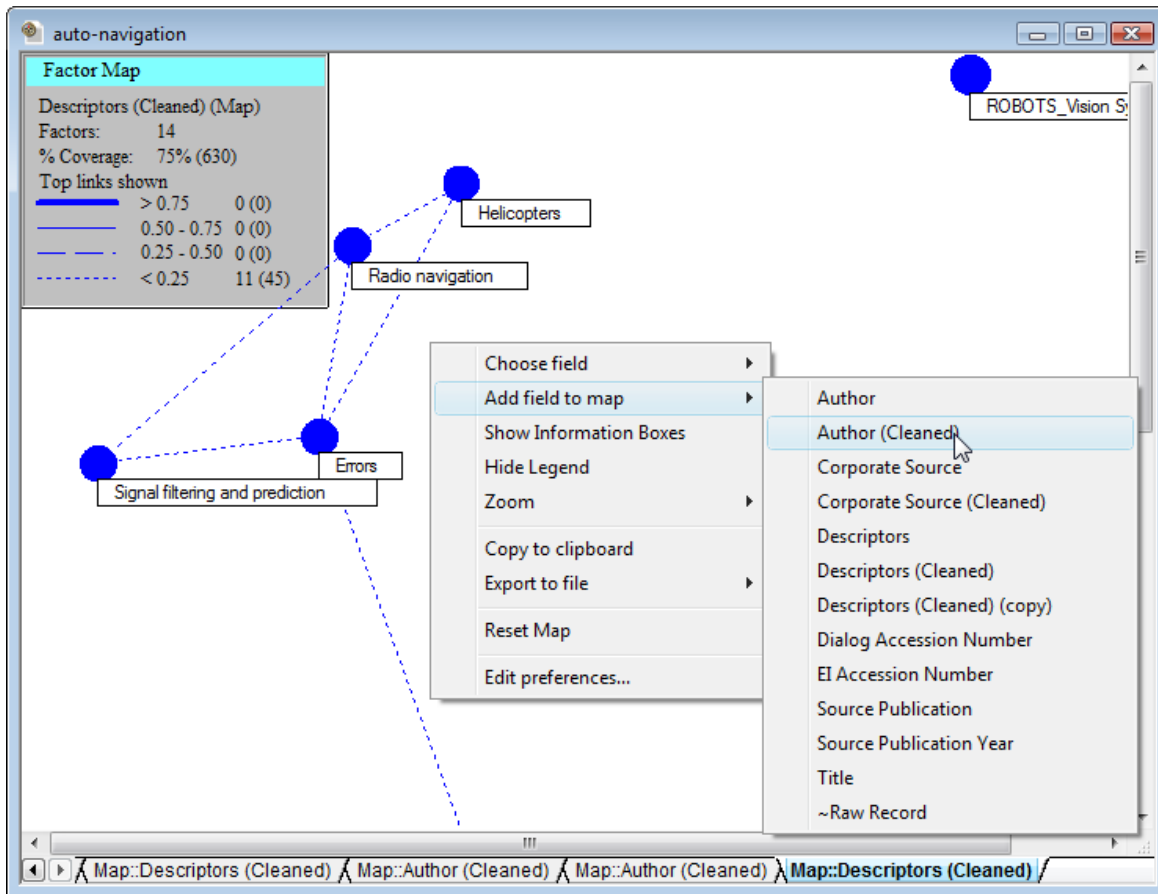 auto-navigation
Factor Map
Descriptors (Cleaned) (Map)
Factors: 14
% Coverage: 75% (630)
Top links shown
> 0.75 0 (0)
0.50 - 0.75 0 (0)
0.25 - 0.50 0 (0)
< 0.25 11 (45)
ROBOTS_Vision Sy
Helicopters
Radio navigation
Errors
Signal filtering and prediction
Choose field
Add field to map
Show Information Boxes
Hide Legend
Zoom
Copy to clipboard
Export to file
Reset Map
Edit preferences...
Author
Author (Cleaned)
Corporate Source
Corporate Source (Cleaned)
Descriptors
Descriptors (Cleaned)
Descriptors (Cleaned) (copy)
Dialog Accession Number
EI Accession Number
Source Publication
Source Publication Year
Title
~Raw Record
Map::Descriptors (Cleaned) Map::Author (Cleaned) Map::Author (Cleaned) Map::Descriptors (Cleaned)